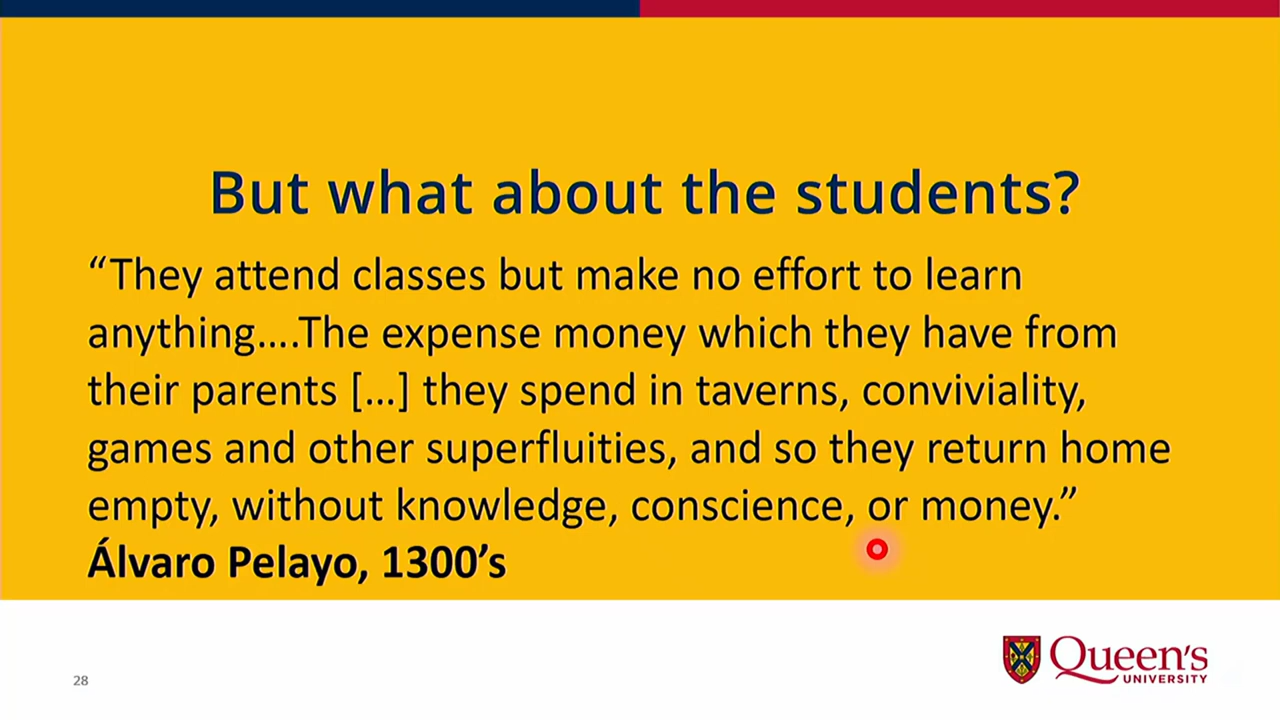 But what about the students?
“They attend classes but make no effort to learn
anything….The expense money which they have from
their parents […] they spend in taverns, conviviality,
games and other superfluities, and so they return home
empty, without knowledge, conscience, or money.”
Álvaro Pelayo, 1300’s
28
Queen's
UNIVERSITY